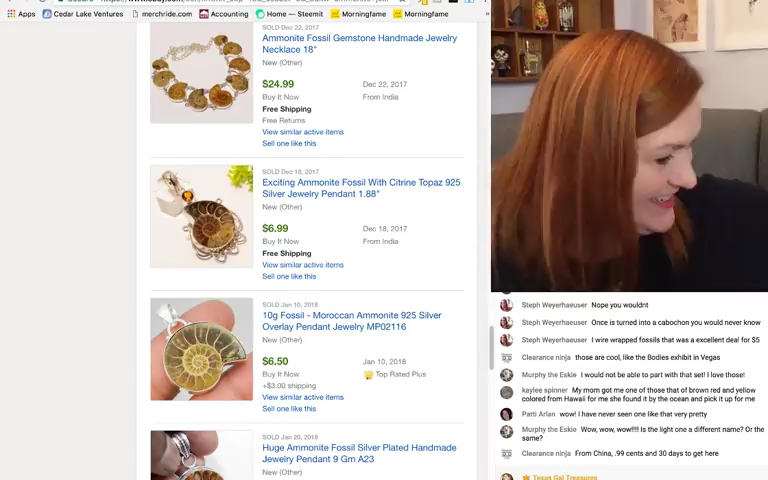 Apps Cedar Lake Ventures merchride.com Accounting Home — Steemit Morningfame Morningfame »
SOLD Dec 22, 2017
Ammonite Fossil Gemstone Handmade Jewelry
Necklace 18"
New (Other)
$24.99 Dec 22, 2017
Buy It Now From India
Free Shipping
Free Returns
View similar active items
Sell one like this
SOLD Dec 18, 2017
Exciting Ammonite Fossil With Citrine Topaz 925
Silver Jewelry Pendant 1.88"
New (Other)
$6.99 Dec 18, 2017
Buy It Now From India
Free Shipping
View similar active items
Sell one like this
SOLD Jan 10, 2018
10g Fossil - Moroccan Ammonite 925 Silver
Overlay Pendant Jewelry MP02116
New (Other)
$6.50 Jan 10, 2018
Buy It Now Top Rated Plus
+$3.00 shipping
View similar active items
Sell one like this
SOLD Jan 20, 2018
Huge Ammonite Fossil Silver Plated Handmade
Jewelry Pendant 9 Gm A23
New (Other)
Steph Weyerhaeuser Nope you wouldnt
Steph Weyerhaeuser Once is turned into a cabochon you would never know
Steph Weyerhaeuser I wire wrapped fossils that was a excellent deal for $5
Clearance ninja those are cool, like the Bodies exhibit in Vegas
Murphy the Eskie I would not be able to part with that set! I love those!
kaylee spinner My mom got me one of those that of brown red and yellow
colored from Hawaii for me she found it by the ocean and pick it up for me
Patti Arlan wow! I have never seen one like that very pretty
Murphy the Eskie Wow, wow, wow!!!! Is the light one a different name? Or the
same?
Clearance ninja From China, .99 cents and 30 days to get here
Texas Gal Treasures